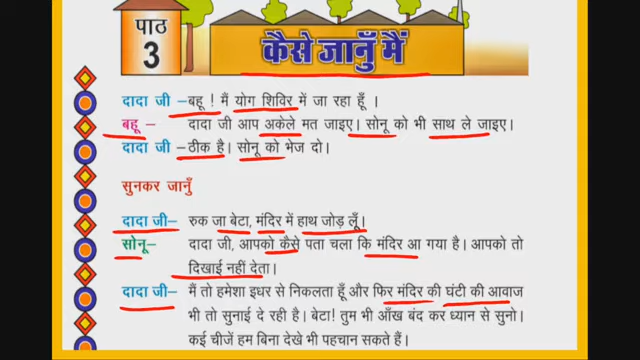 पाठ
3
कैसे जानुँ मैं
दादा जी – बहू ! मैं योग शिविर में जा रहा हूँ ।
बहू – दादा जी आप अकेले मत जाइए। सोनू को भी साथ ले जाइए।
दादा जी – ठीक है। सोनू को भेज दो।
सुनकर जानुँ
दादा जी – रुक जा बेटा, मंदिर में हाथ जोड़ लूँ।
सोनू – दादा जी, आपको कैसे पता चला कि मंदिर आ गया है। आपको तो
दिखाई नहीं देता।
दादा जी – मैं तो हमेशा इधर से निकलता हूँ और फिर मंदिर की घंटी की आवाज
भी तो सुनाई दे रही है। बेटा! तुम भी आँख बंद कर ध्यान से सुनो।
कई चीजें हम बिना देखे भी पहचान सकते हैं।